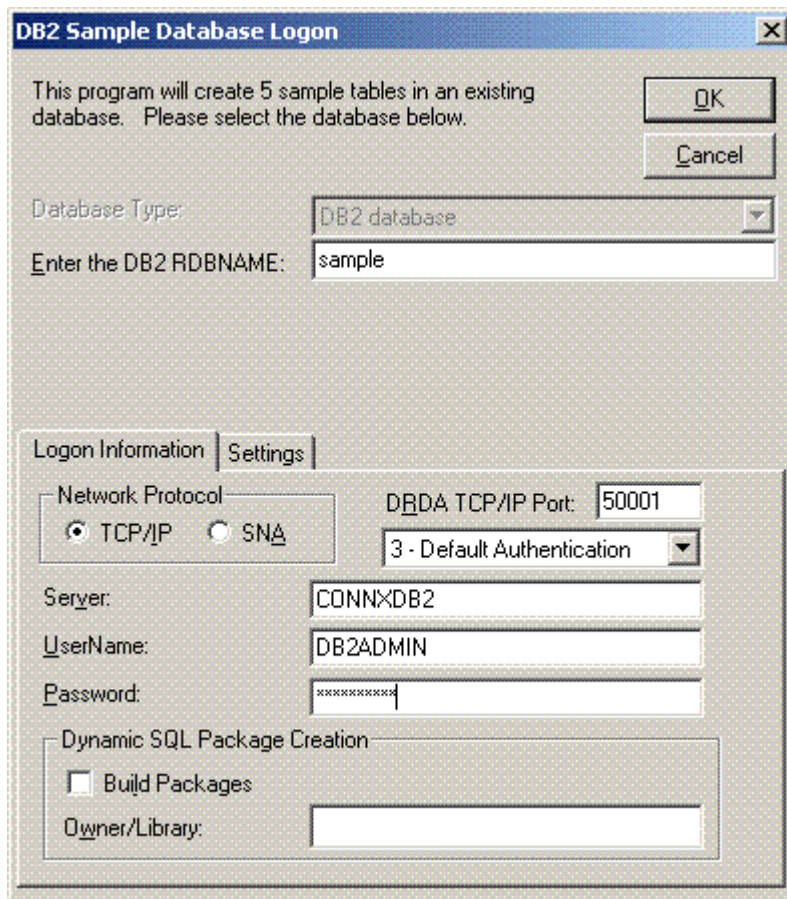 DB2 Sample Database Logon
This program will create 5 sample tables in an existing
database. Please select the database below.
OK
Cancel
Database Type:
DB2 database
Enter the DB2 RDBNAME:
sample
Logon Information
Settings
Network Protocol
TCP/IP
SNA
DRDA TCP/IP Port:
50001
3 - Default Authentication
Server:
CONNXDB2
UserName:
DB2ADMIN
Password:
**********
Dynamic SQL Package Creation
Build Packages
Owner/Library: